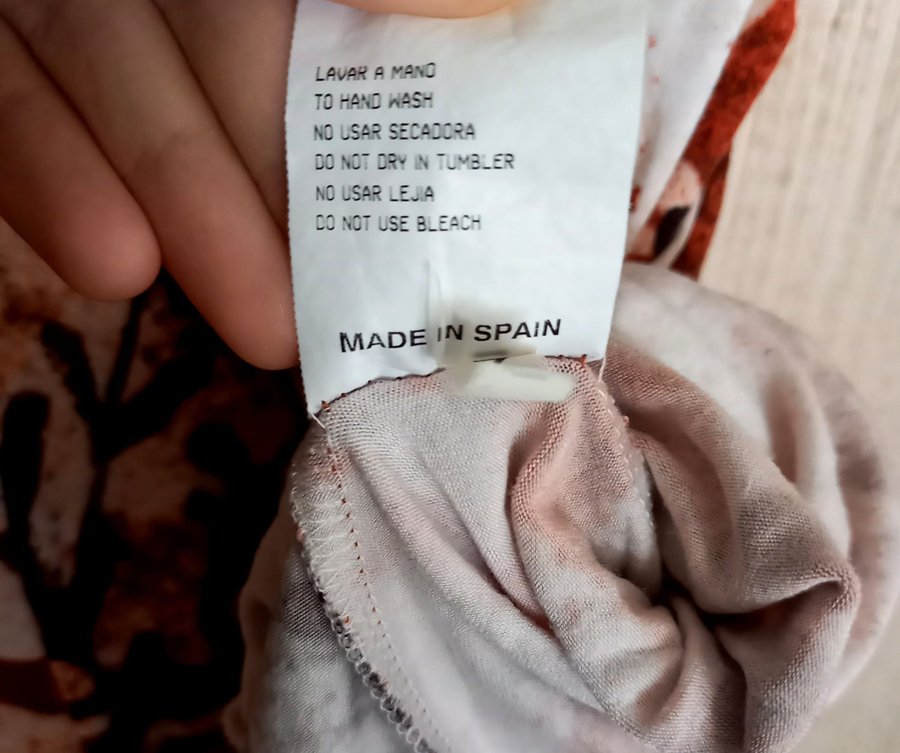 LAVAR A MANO
TO HAND WASH
NO USAR SECADORA
DO NOT DRY IN TUMBLER
NO USAR LEJIA
DO NOT USE BLEACH
MADE IN SPAIN